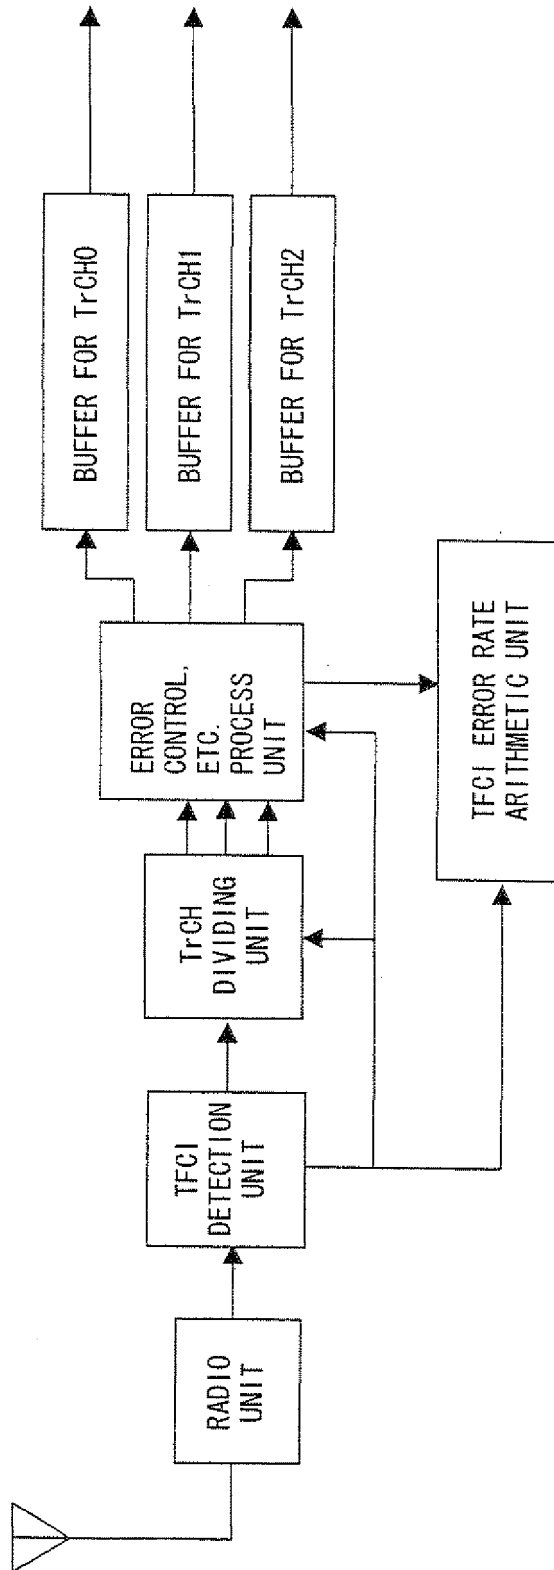 RADIO
UNIT
TFCI
DETECTION
UNIT
TrCH
DIVIDING
UNIT
ERROR
CONTROL,
ETC.
PROCESS
UNIT
BUFFER FOR TrCH0
BUFFER FOR TrCH1
BUFFER FOR TrCH2
TFCI ERROR RATE
ARITHMETIC UNIT